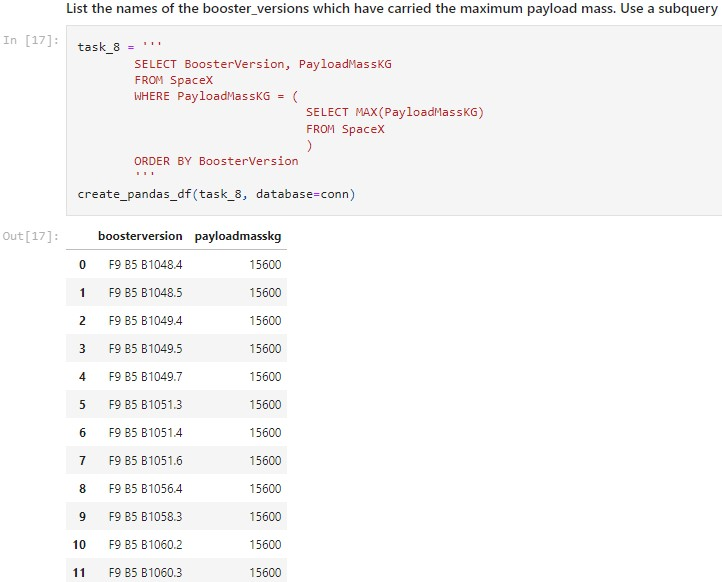 List the names of the booster_versions which have carried the maximum payload mass. Use a subquery
In [17]:
task_8 = '''
SELECT BoosterVersion, PayloadMassKG
FROM SpaceX
WHERE PayloadMassKG = (
SELECT MAX(PayloadMassKG)
FROM SpaceX
)
ORDER BY BoosterVersion
'''
create_pandas_df(task_8, database=conn)
Out[17]:
boosterversion payloadmasskg
0 F9 B5 B1048.4 15600
1 F9 B5 B1048.5 15600
2 F9 B5 B1049.4 15600
3 F9 B5 B1049.5 15600
4 F9 B5 B1049.7 15600
5 F9 B5 B1051.3 15600
6 F9 B5 B1051.4 15600
7 F9 B5 B1051.6 15600
8 F9 B5 B1056.4 15600
9 F9 B5 B1058.3 15600
10 F9 B5 B1060.2 15600
11 F9 B5 B1060.3 15600